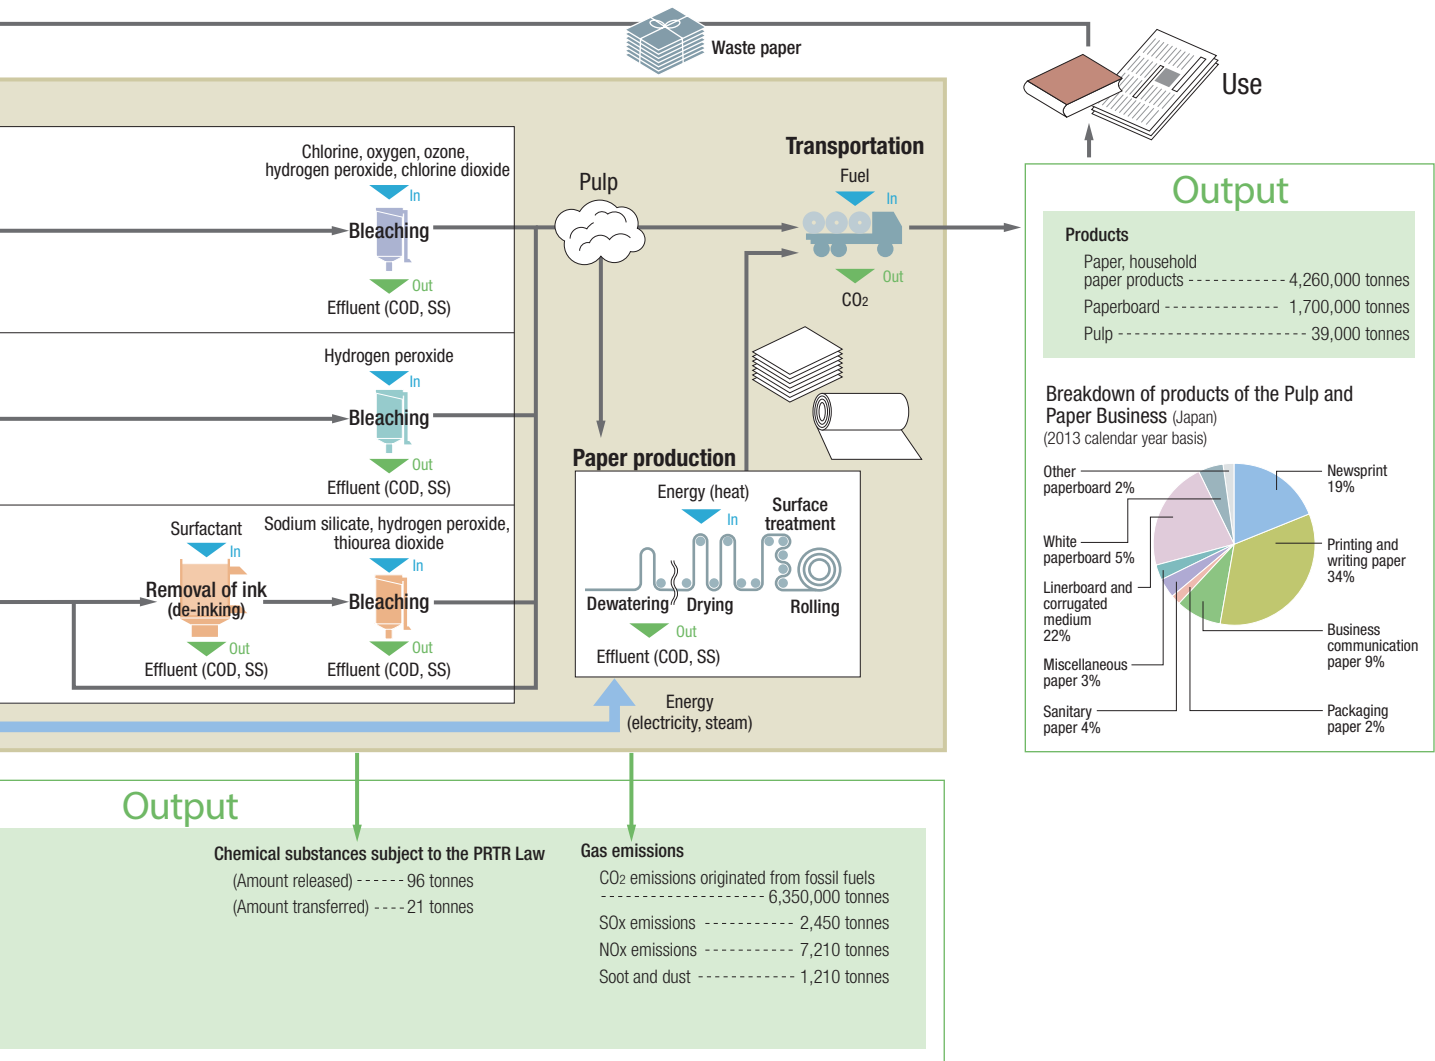 Waste paper
Use
Chlorine, oxygen, ozone,
hydrogen peroxide, chlorine dioxide
In
Bleaching
Out
Effluent (COD, SS)
Hydrogen peroxide
In
Bleaching
Out
Effluent (COD, SS)
Surfactant
In
Removal of ink
(de-inking)
Out
Effluent (COD, SS)
Sodium silicate, hydrogen peroxide,
thiourea dioxide
In
Bleaching
Out
Effluent (COD, SS)
Pulp
Transportation
Fuel
In
Out
CO2
Paper production
Energy (heat)
In
Surface
treatment
Dewatering
Drying
Rolling
Out
Effluent (COD, SS)
Energy
(electricity, steam)
Output
Products
Paper, household
paper products ------------ 4,260,000 tonnes
Paperboard -------------- 1,700,000 tonnes
Pulp ---------------------- 39,000 tonnes
Breakdown of products of the Pulp and
Paper Business (Japan)
(2013 calendar year basis)
Other
paperboard 2%
White
paperboard 5%
Linerboard and
corrugated
medium
22%
Miscellaneous
paper 3%
Sanitary
paper 4%
Newsprint
19%
Printing and
writing paper
34%
Business
communication
paper 9%
Packaging
paper 2%
Output
Chemical substances subject to the PRTR Law
(Amount released) ------ 96 tonnes
(Amount transferred) ---- 21 tonnes
Gas emissions
CO2 emissions originated from fossil fuels
-------------------- 6,350,000 tonnes
SOx emissions ----------- 2,450 tonnes
NOx emissions ----------- 7,210 tonnes
Soot and dust ------------ 1,210 tonnes